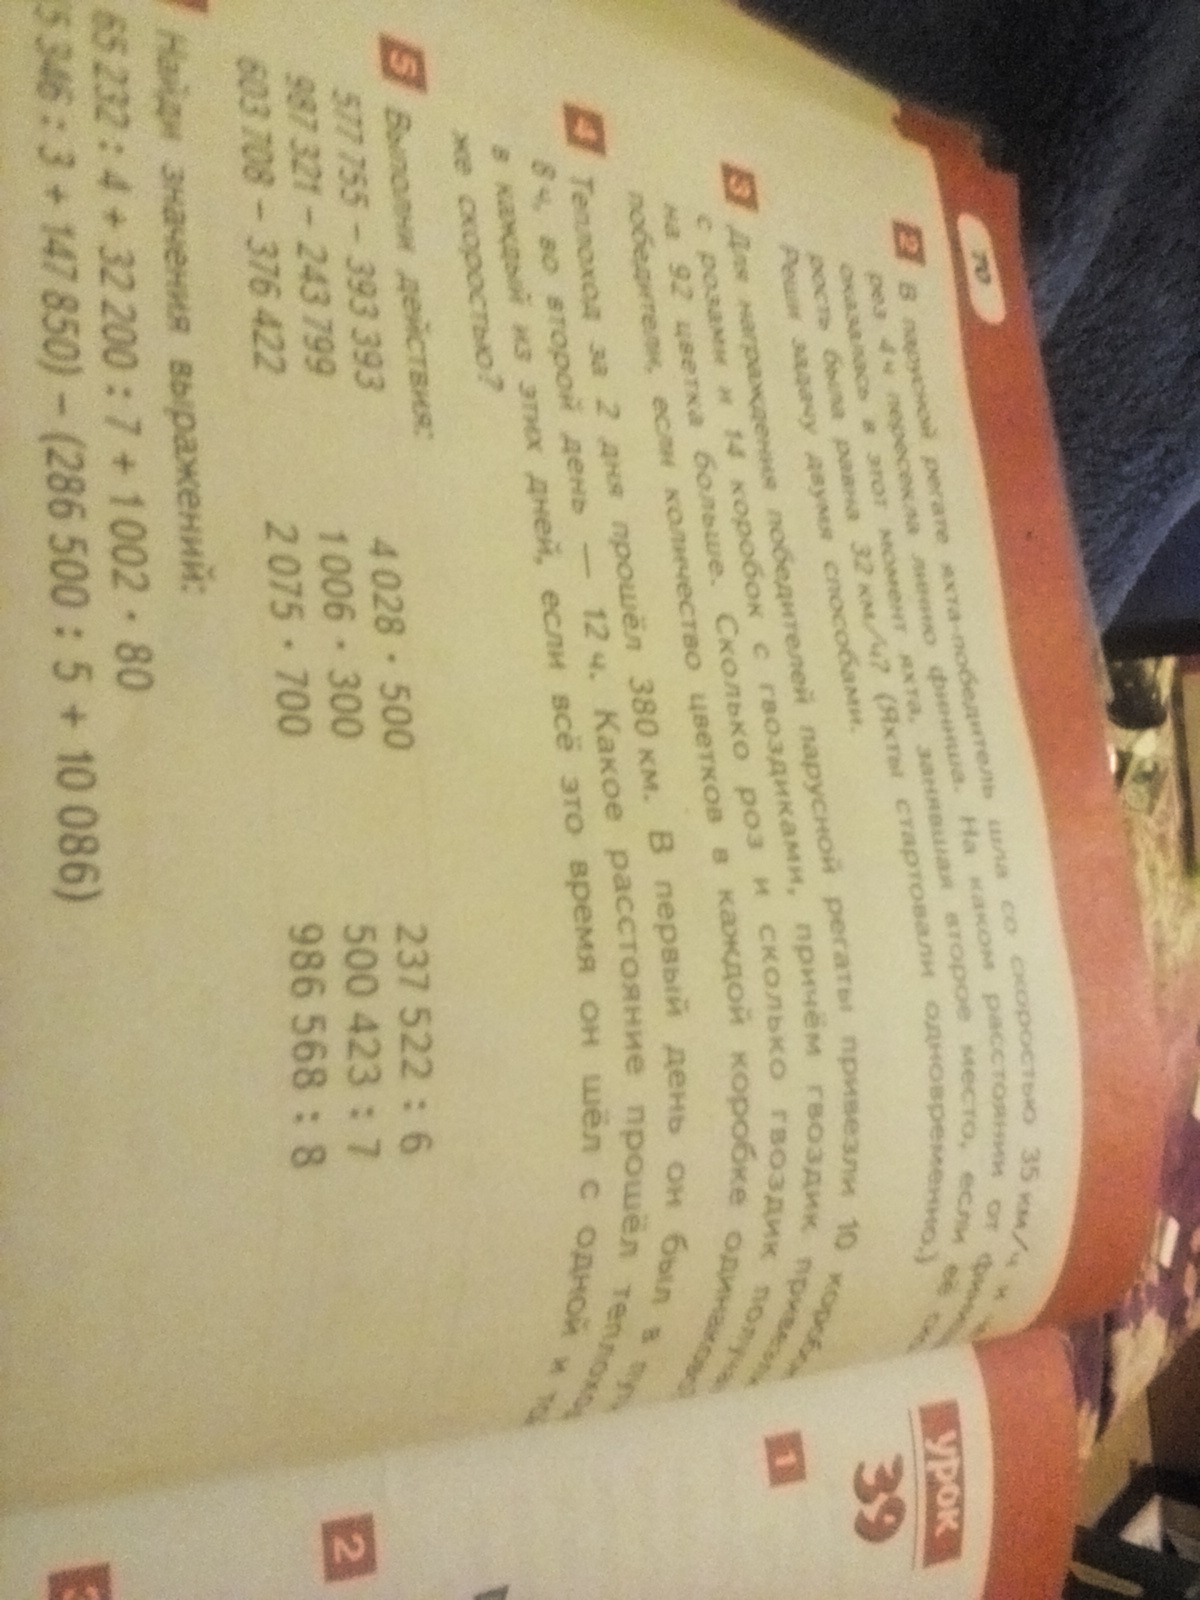 70
2 В парусной регате яхта-победитель шла со скоростью 35 км/ч и
рез 4 ч пересекла линию финиша. На каком расстоянии от
оказалась в этот момент яхта, занявшая второе место, если её
рость была равна 32 км/ч? (Яхты стартовали одновременно.)
Реши задачу двумя способами.
3 Для награждения победителей парусной регаты привезли 10
с розами и 14 коробок с гвоздиками, причём гвоздик
на 92 цветка больше. Сколько роз и сколько гвоздик
победители, если количество цветков в каждой коробке
4 Теплоход за 2 дня прошёл 380 км. В первый день он был в
8 ч, во второй день — 12 ч. Какое расстояние прошёл
в каждый из этих дней, если всё это время он шёл с одной и
же скоростью?
5 Выполни действия:
577 755 – 393 393 4 028 · 500 237 522 : 6
987 321 – 243 799 1 006 · 300 500 423 : 7
603 708 – 376 422 2 075 · 700 986 568 : 8
Найди значения выражений:
65 232 : 4 + 32 200 : 7 + 1 002 · 80
5 346 : 3 + 147 850) – (286 500 : 5 + 10 086)
урок
39
1
2
3